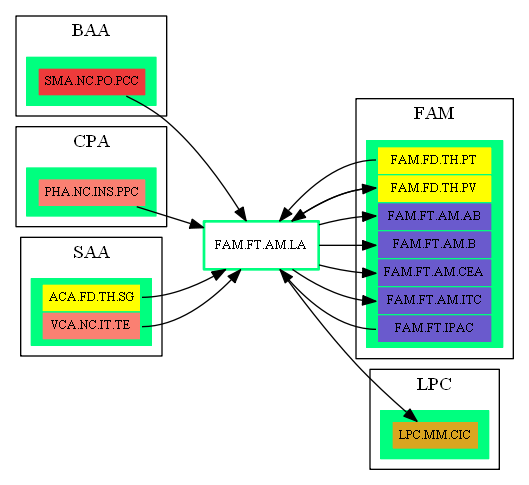 BAA
SMA.NC.PO.PCC
CPA
PHA.NC.INS.PPC
SAA
ACA.FD.TH.SG
VCA.NC.IT.TE
FAM.FT.AM.LA
FAM
FAM.FD.TH.PT
FAM.FD.TH.PV
FAM.FT.AM.AB
FAM.FT.AM.B
FAM.FT.AM.CEA
FAM.FT.AM.ITC
FAM.FT.IPAC
LPC
LPC.MM.CIC